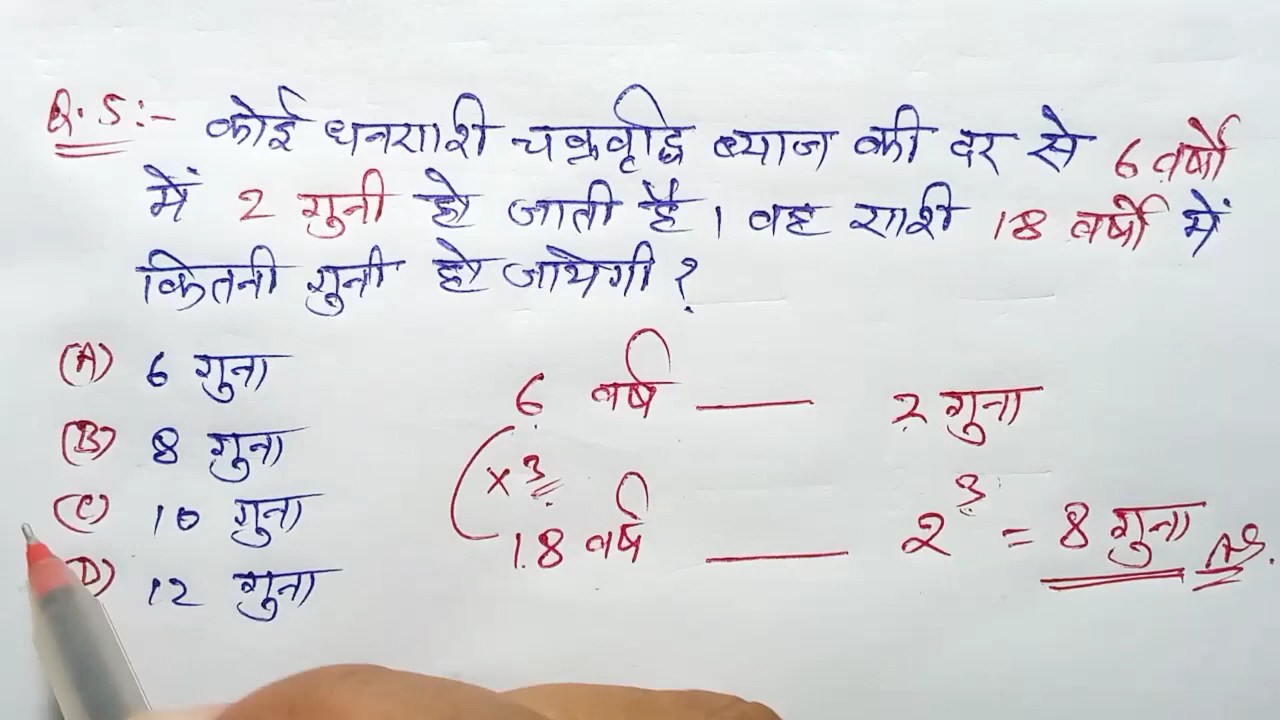 Q.5:- कोई धनराशी चक्रवृद्धि ब्याज की दर से 6 वर्षों
में 2 गुनी हो जाती है। वह राशी 18 वर्षों में
कितनी गुनी हो जायेगी?
(A) 6 गुना
(B) 8 गुना
(C) 10 गुना
(D) 12 गुना
6 वर्ष — 2 गुना
×3
18 वर्ष — 2³ = 8 गुना Ans.